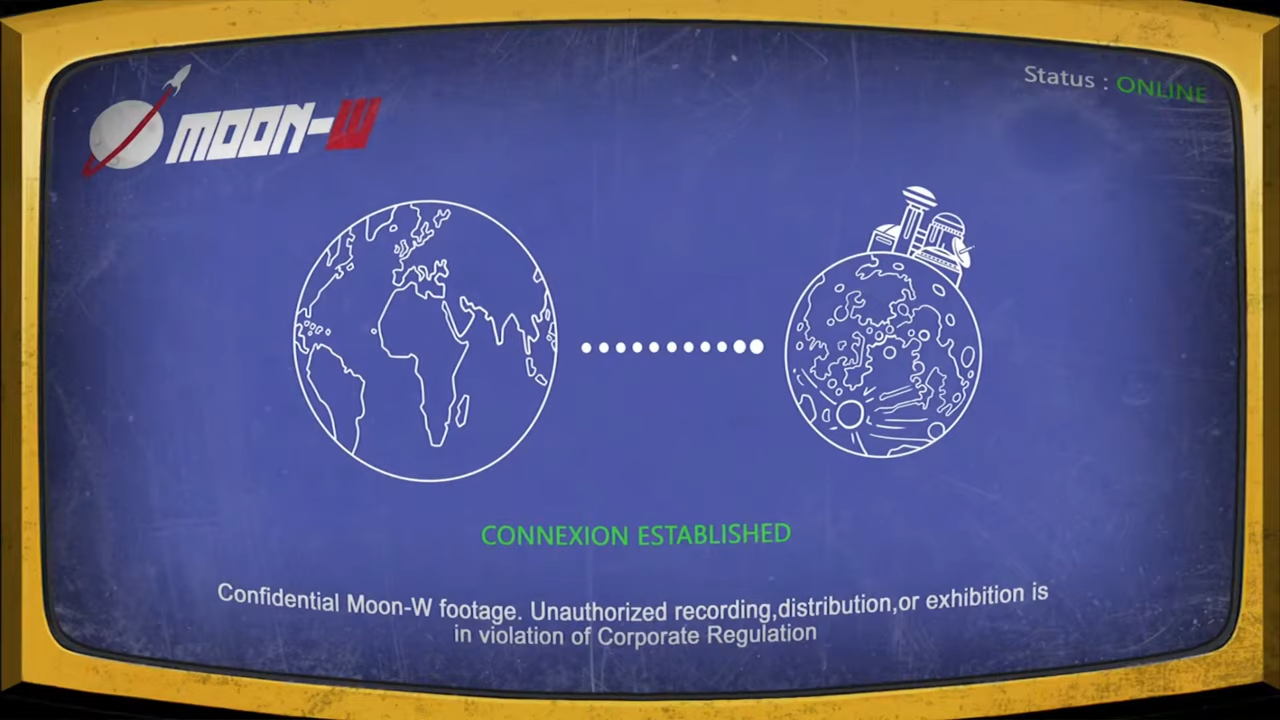 MOON-W
Status : ONLINE
CONNEXION ESTABLISHED
Confidential Moon-W footage. Unauthorized recording,distribution,or exhibition is
in violation of Corporate Regulation